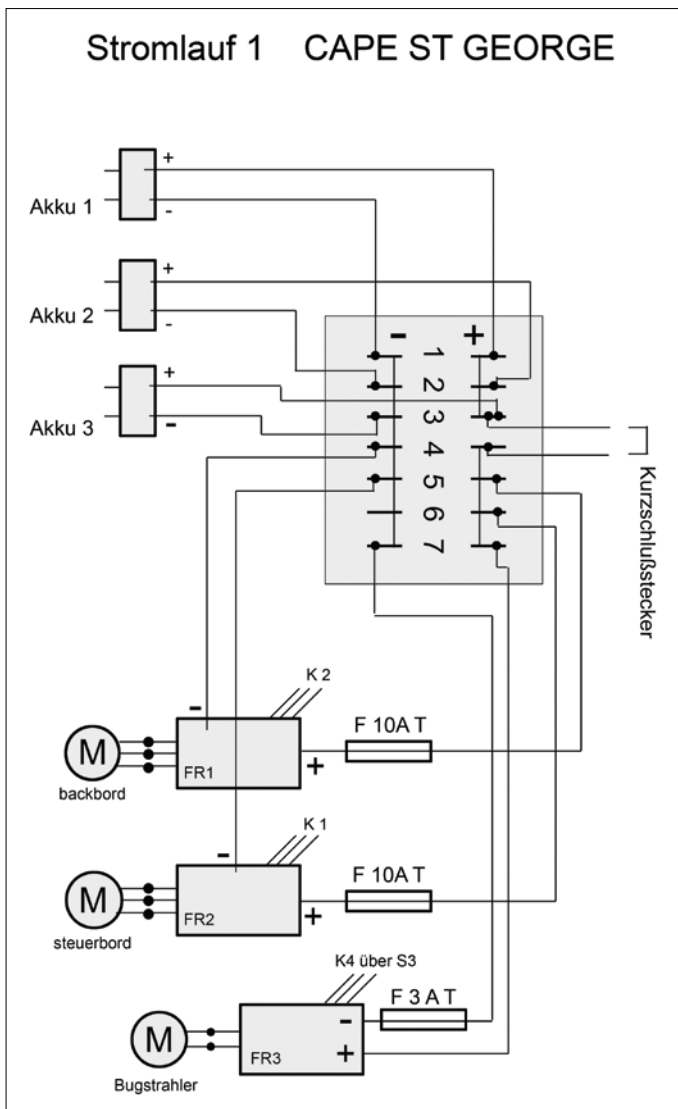 Stromlauf 1 CAPE ST GEORGE
+
Akku 1
-
+
Akku 2
-
+
Akku 3
-
- +
1
2
3
4
5
6
7
Kurzschlußstecker
K 2
-
F 10A T
M
FR1
+
backbord
K 1
-
F 10A T
M
FR2
+
steuerbord
K4 über S3
F 3 A T
-
M
FR3
+
Bugstrahler